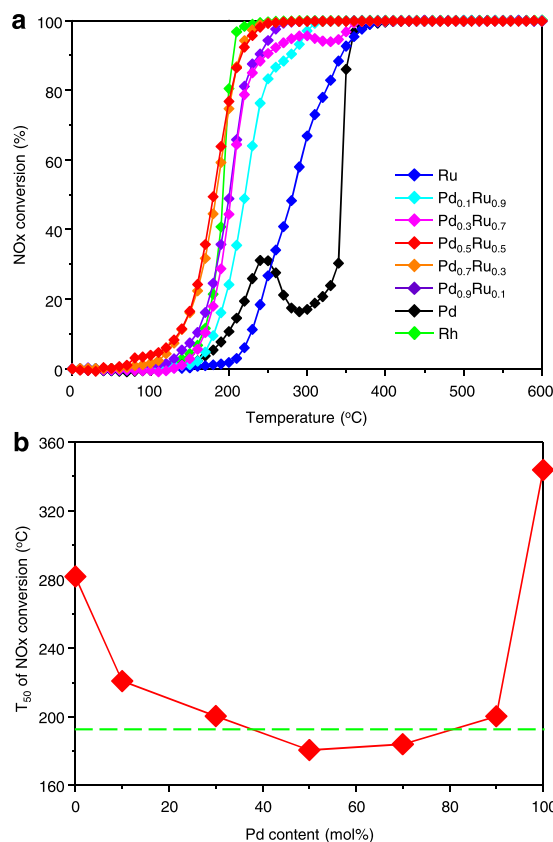 a
100
80
60
40
20
0
NOx conversion (%)
Ru
Pd0.1Ru0.9
Pd0.3Ru0.7
Pd0.5Ru0.5
Pd0.7Ru0.3
Pd0.9Ru0.1
Pd
Rh
0 100 200 300 400 500 600
Temperature (°C)
b
360
320
280
240
200
160
T50 of NOx conversion (°C)
0 20 40 60 80 100
Pd content (mol%)